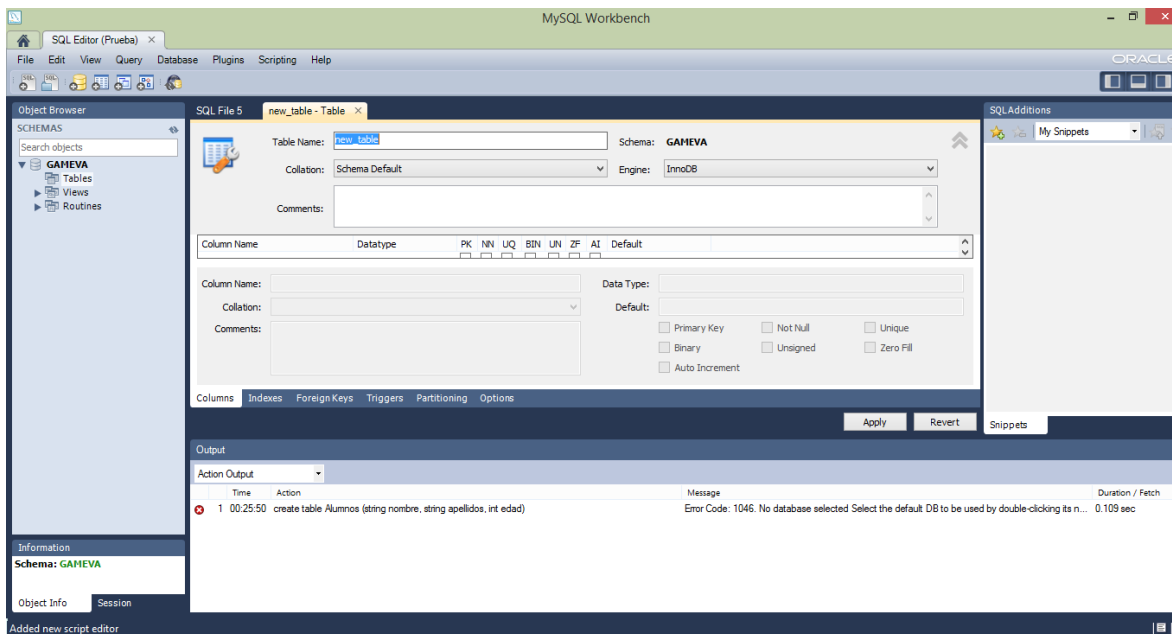 MySQL Workbench
SQL Editor (Prueba)
File Edit View Query Database Plugins Scripting Help
ORACLE
Object Browser
SCHEMAS
Search objects
GAMEVA
Tables
Views
Routines
SQL File 5 new_table - Table
Table Name: new_table Schema: GAMEVA
Collation: Schema Default Engine: InnoDB
Comments:
Column Name Datatype PK NN UQ BIN UN ZF AI Default
Column Name: Data Type:
Collation: Default:
Comments: Primary Key Not Null Unique
Binary Unsigned Zero Fill
Auto Increment
Columns Indexes Foreign Keys Triggers Partitioning Options
Apply Revert
SQL Additions
My Snippets
Snippets
Output
Action Output
Time Action Message Duration / Fetch
1 00:25:50 create table Alumnos (string nombre, string apellidos, int edad) Error Code: 1046. No database selected Select the default DB to be used by double-clicking its n... 0.109 sec
Information
Schema: GAMEVA
Object Info Session
Added new script editor